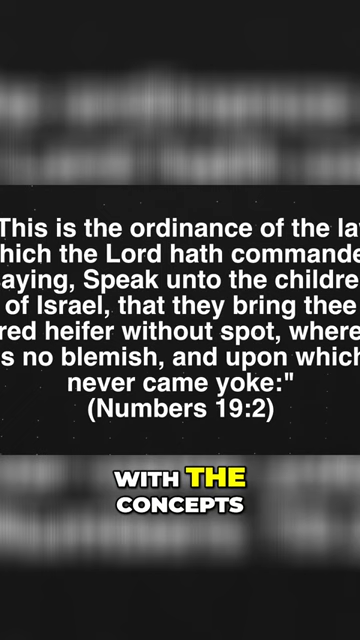 This is the ordinance of the la
hich the Lord hath commande
aying, Speak unto the childre
of Israel, that they bring thee
red heifer without spot, where
s no blemish, and upon which
never came yoke:"
(Numbers 19:2)
WITH THE
CONCEPTS